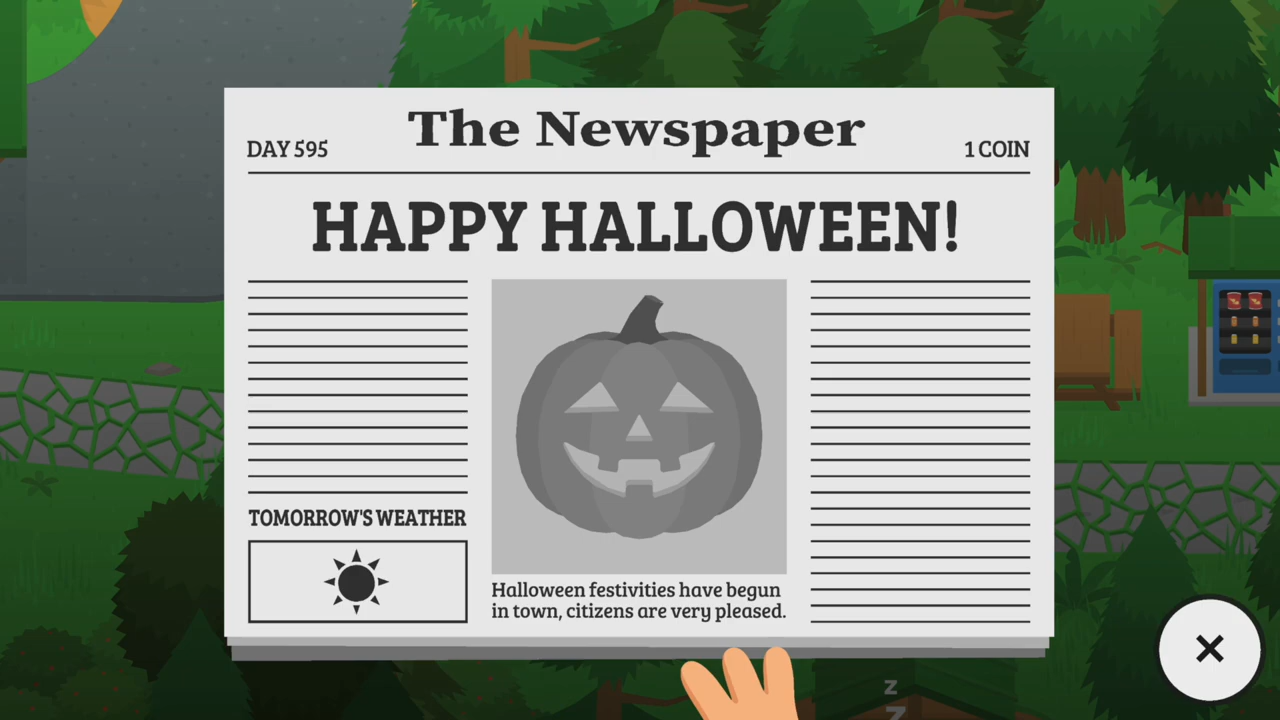 The Newspaper
DAY 595
1 COIN
HAPPY HALLOWEEN!
TOMORROW'S WEATHER
Halloween festivities have begun
in town, citizens are very pleased.
z
z